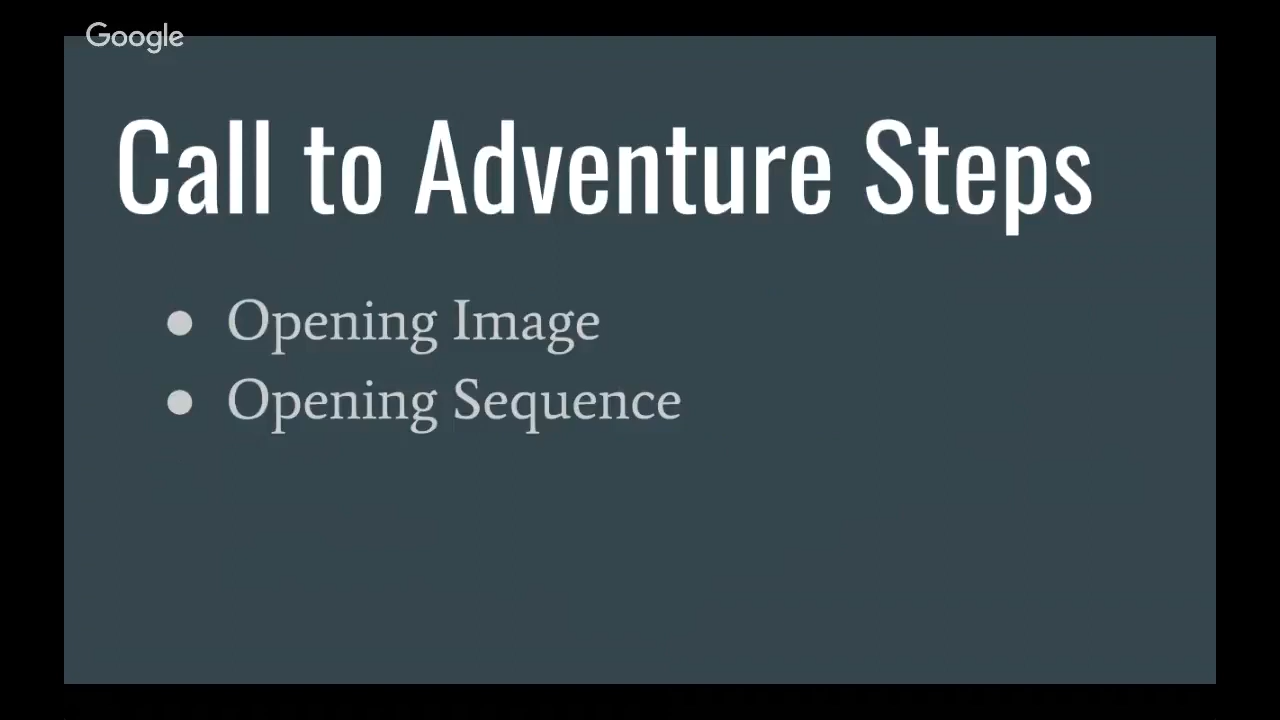 Google
Call to Adventure Steps
● Opening Image
● Opening Sequence